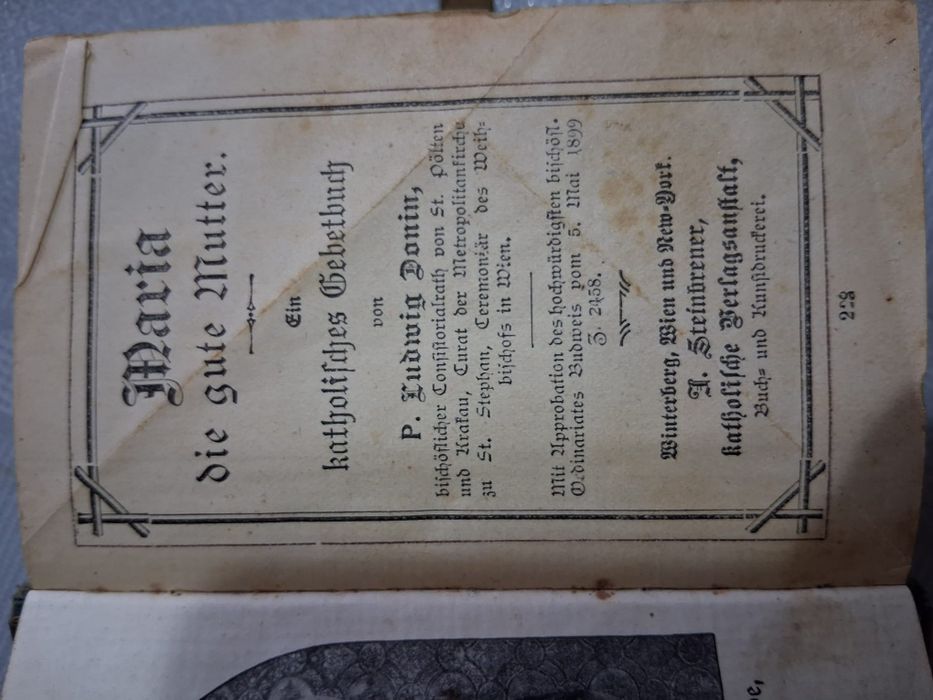 Maria
die gute Mutter.
Ein
katholisches Gebetbuch
von
P. Ludwig Donin,
bischöflicher Consistorialrath von St. Pölten
und Krakau, Curat der Metropolitankirche
zu St. Stephan, Ceremoniär des Weih-
bischofs in Wien.
Mit Approbation des hochwürdigsten bischöfl.
Ordinariates Budweis vom 5. Mai 1899
Z. 2458.
Winterberg, Wien und New-York.
J. Steinbrener,
katholische Verlagsanstalt,
Buch- und Kunstdruckerei.
223